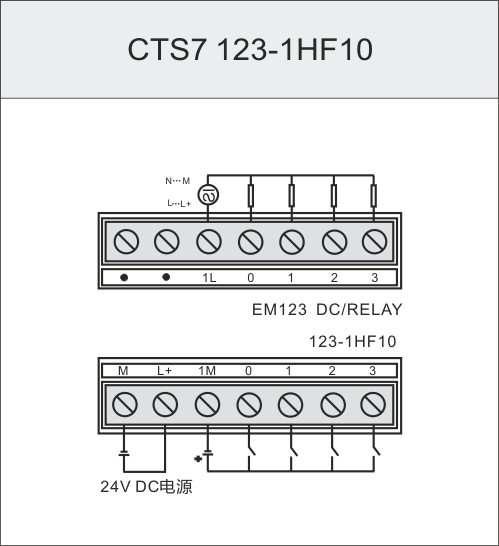 CTS7 123-1HF10
N···M
L···L+
1L 0 1 2 3
EM123 DC/RELAY
123-1HF10
M L+ 1M 0 1 2 3
24V DC电源